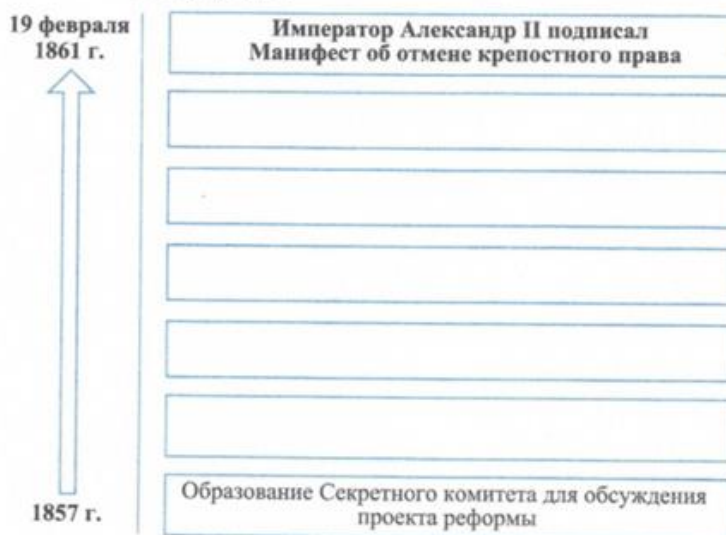 19 февраля
1861 г.
Император Александр II подписал
Манифест об отмене крепостного права
1857 г.
Образование Секретного комитета для обсуждения
проекта реформы